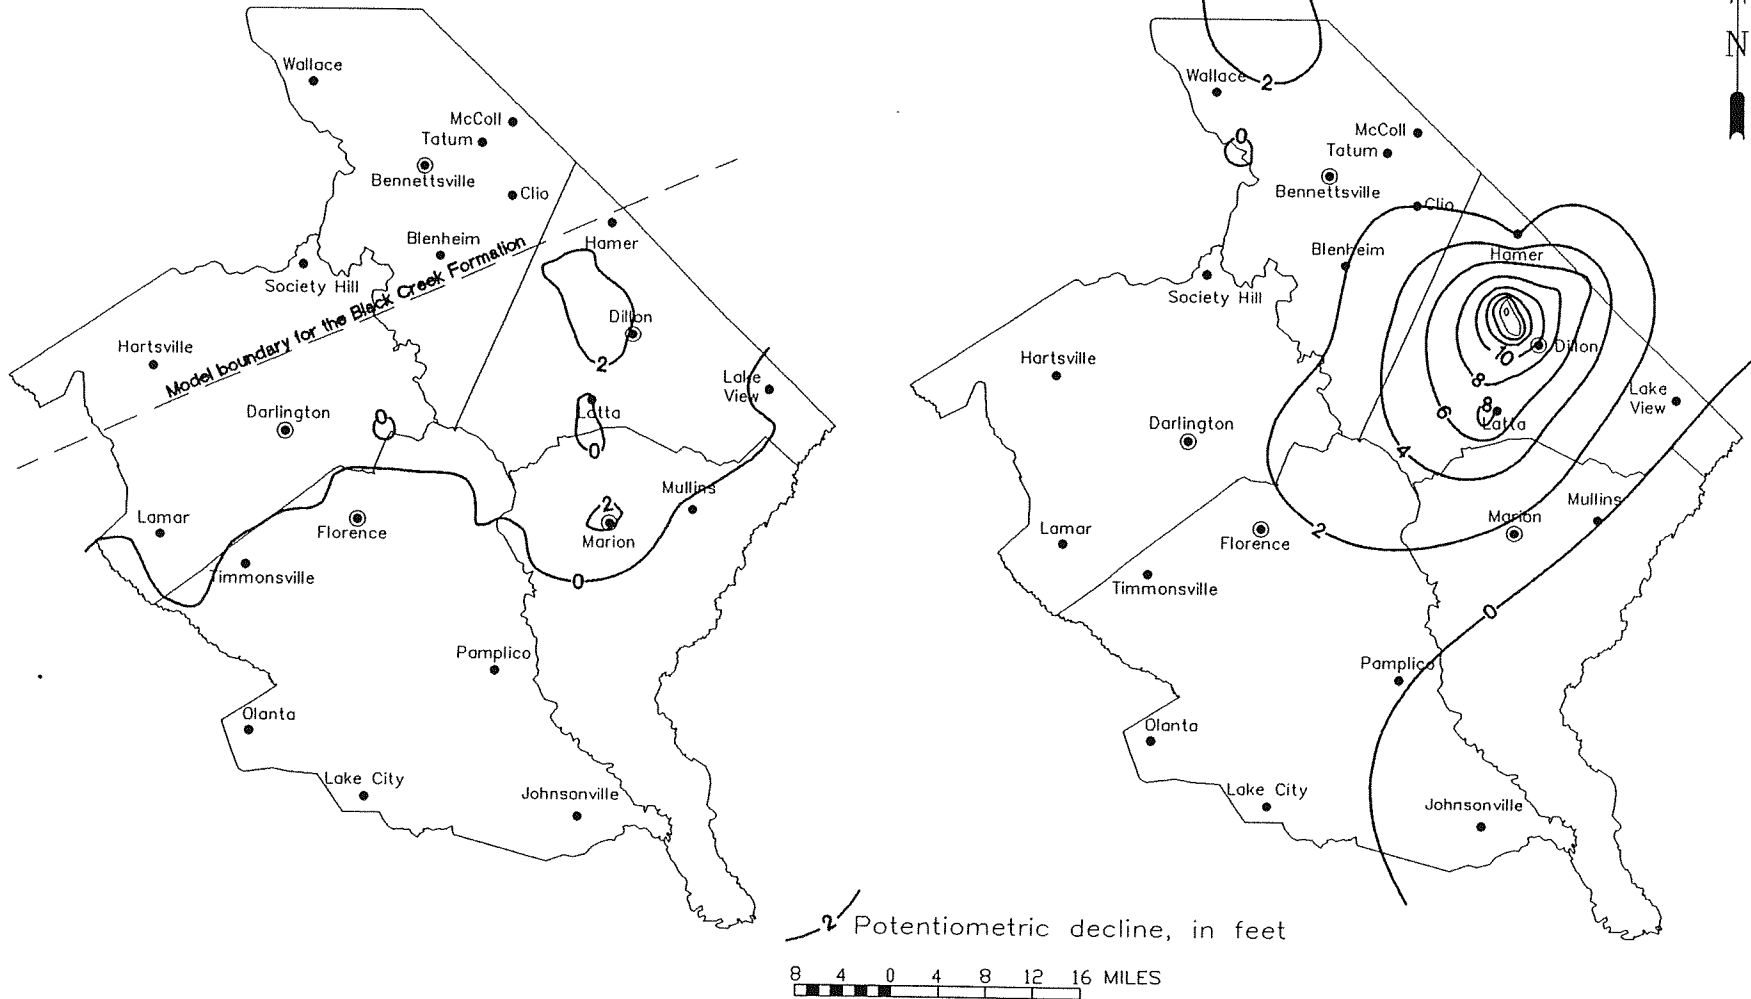 Wallace
McColl
Tatum
Bennettsville
Clio
Hamer
Blenheim
Society Hill
Model boundary for the Black Creek Formation
Hartsville
Dillon
2
Lake
View
Darlington
0
Latta
0
Mullins
2
Marion
Lamar
Florence
Timmonsville
0
Pamplico
Olanta
Lake City
Johnsonville
N
Wallace
2
0
McColl
Tatum
Bennettsville
Clio
Blenheim
Hamer
Society Hill
Hartsville
10
Dillon
8
Lake
View
6
8
Latta
Darlington
4
Mullins
Marion
2
Lamar
Florence
Timmonsville
0
Pamplico
Olanta
Lake City
Johnsonville
2 Potentiometric decline, in feet
8 4 0 4 8 12 16 MILES